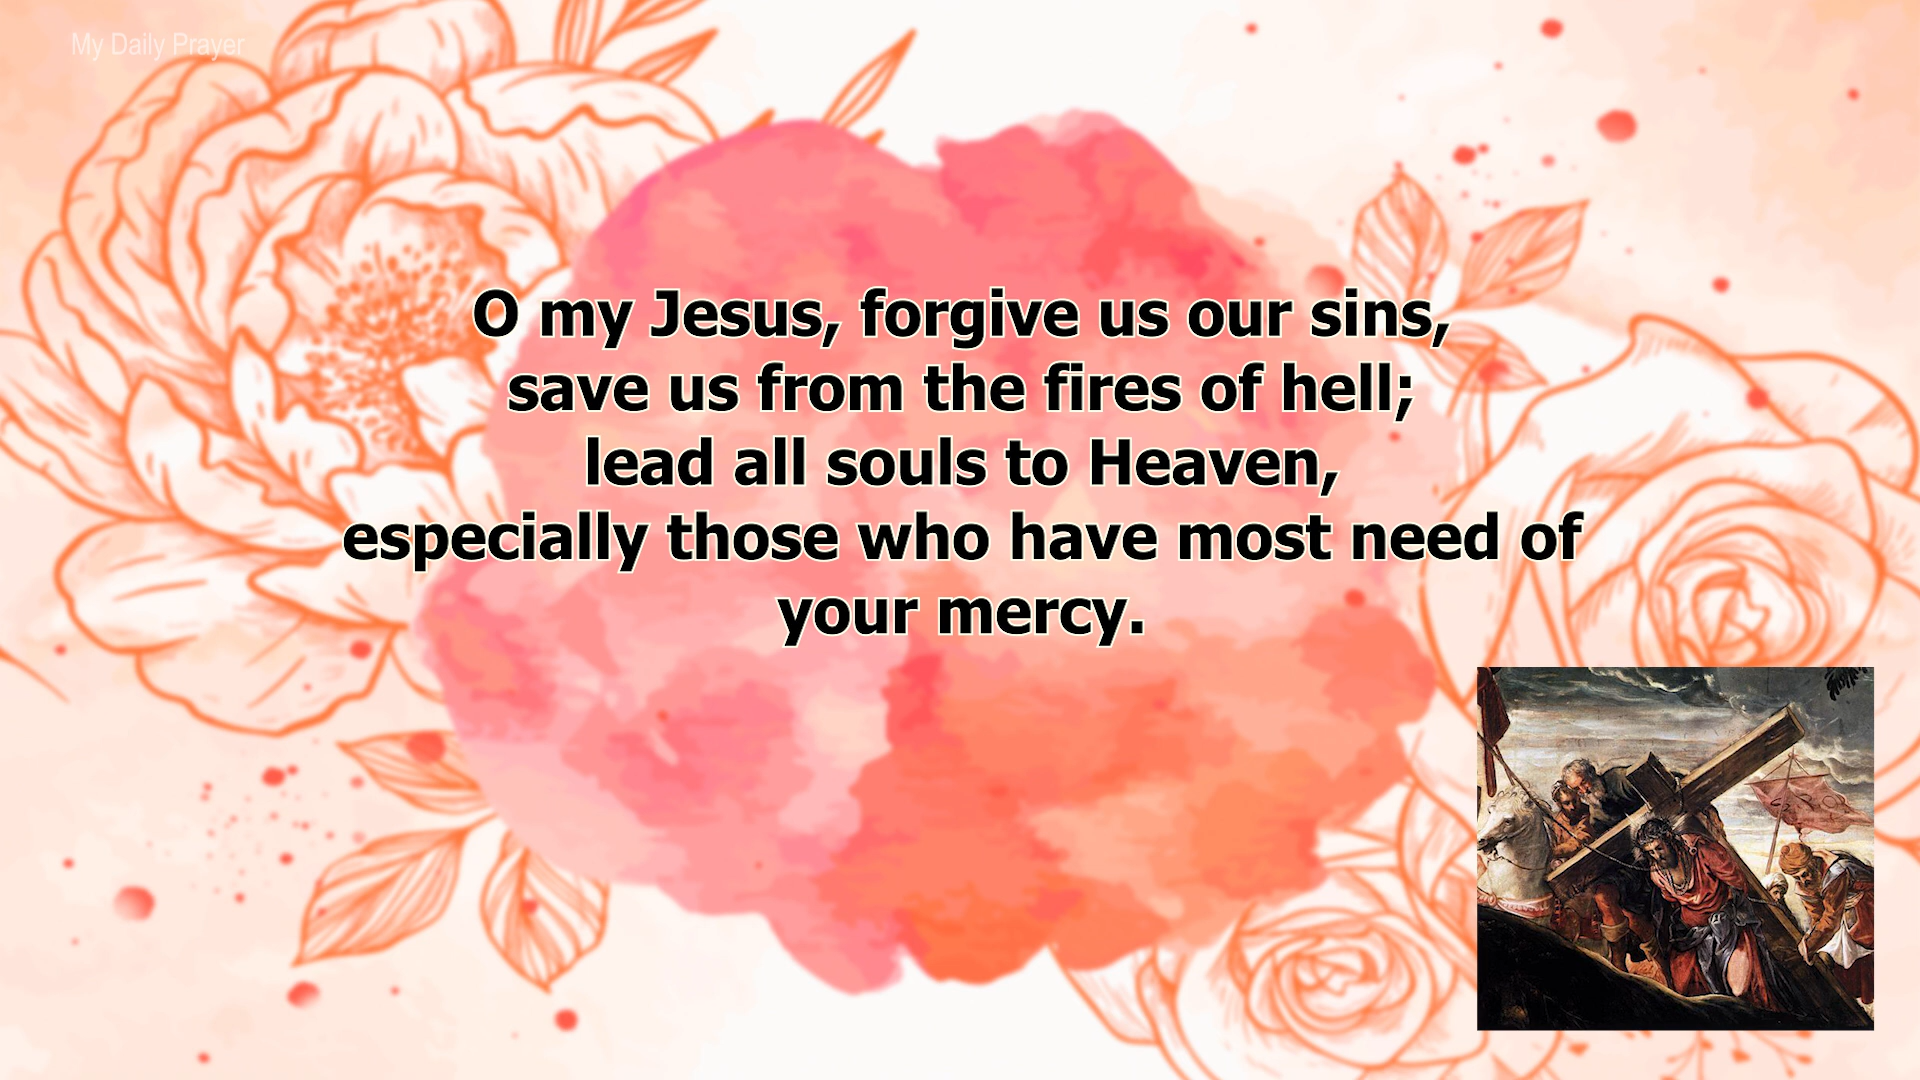 My Daily Prayer
O my Jesus, forgive us our sins,
save us from the fires of hell;
lead all souls to Heaven,
especially those who have most need of
your mercy.